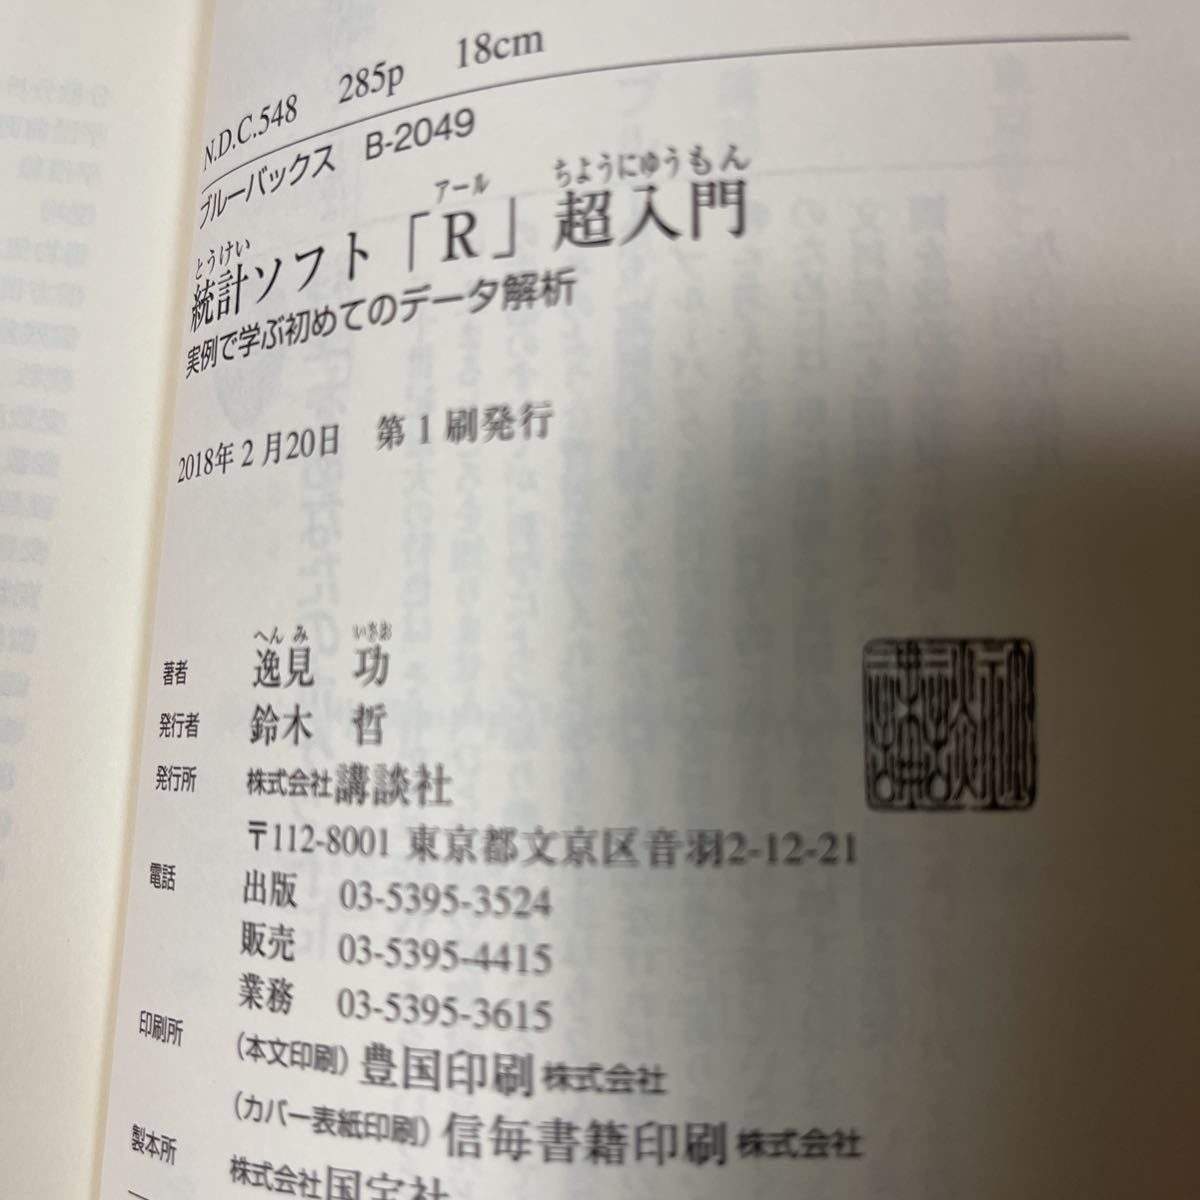 N.D.C.548　285p　18cm
ブルーバックス　B-2049
とうけい　アール　ちようにゆうもん
統計ソフト「R」超入門
実例で学ぶ初めてのデータ解析
2018年2月20日　第1刷発行
へんみ　いさお
著者　逸見　功
発行者　鈴木　哲
発行所　株式会社講談社
〒112-8001 東京都文京区音羽2-12-21
電話　出版　03-5395-3524
販売　03-5395-4415
業務　03-5395-3615
印刷所　(本文印刷) 豊国印刷株式会社
(カバー表紙印刷) 信毎書籍印刷株式会社
製本所　株式会社国宝社